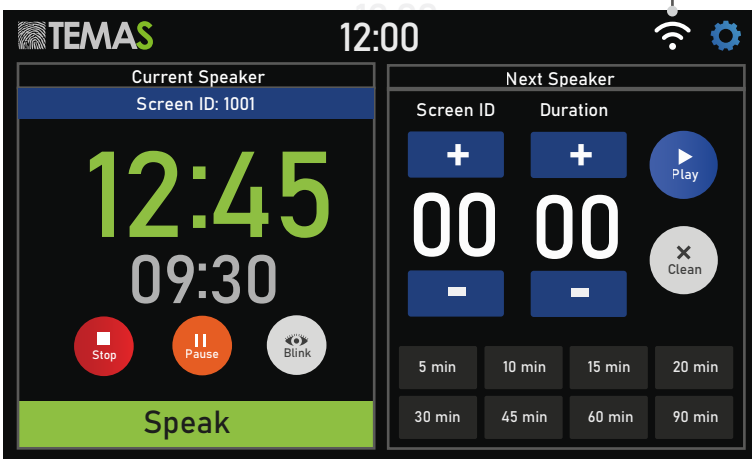 TEMAS
12:00
Current Speaker
Screen ID: 1001
12:45
09:30
Stop
Pause
Blink
Speak
Next Speaker
Screen ID Duration
+ +
00 00
- -
Play
Clean
5 min 10 min 15 min 20 min
30 min 45 min 60 min 90 min